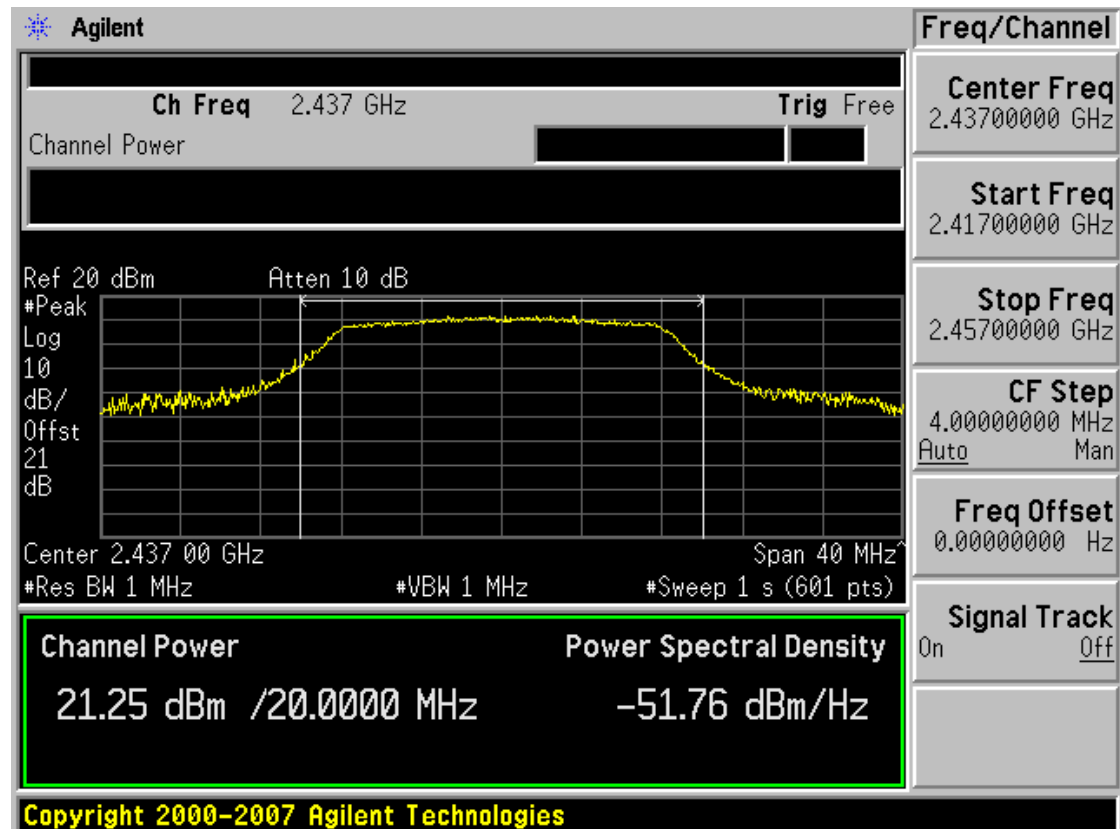 Agilent
Freq/Channel
Ch Freq 2.437 GHz Trig Free
Channel Power
Ref 20 dBm Atten 10 dB
#Peak
Log
10
dB/
Offst
21
dB
Center 2.437 00 GHz Span 40 MHz^
#Res BW 1 MHz #VBW 1 MHz #Sweep 1 s (601 pts)
Channel Power Power Spectral Density
21.25 dBm /20.0000 MHz -51.76 dBm/Hz
Center Freq
2.43700000 GHz
Start Freq
2.41700000 GHz
Stop Freq
2.45700000 GHz
CF Step
4.00000000 MHz
Auto Man
Freq Offset
0.00000000 Hz
Signal Track
On Off
Copyright 2000-2007 Agilent Technologies